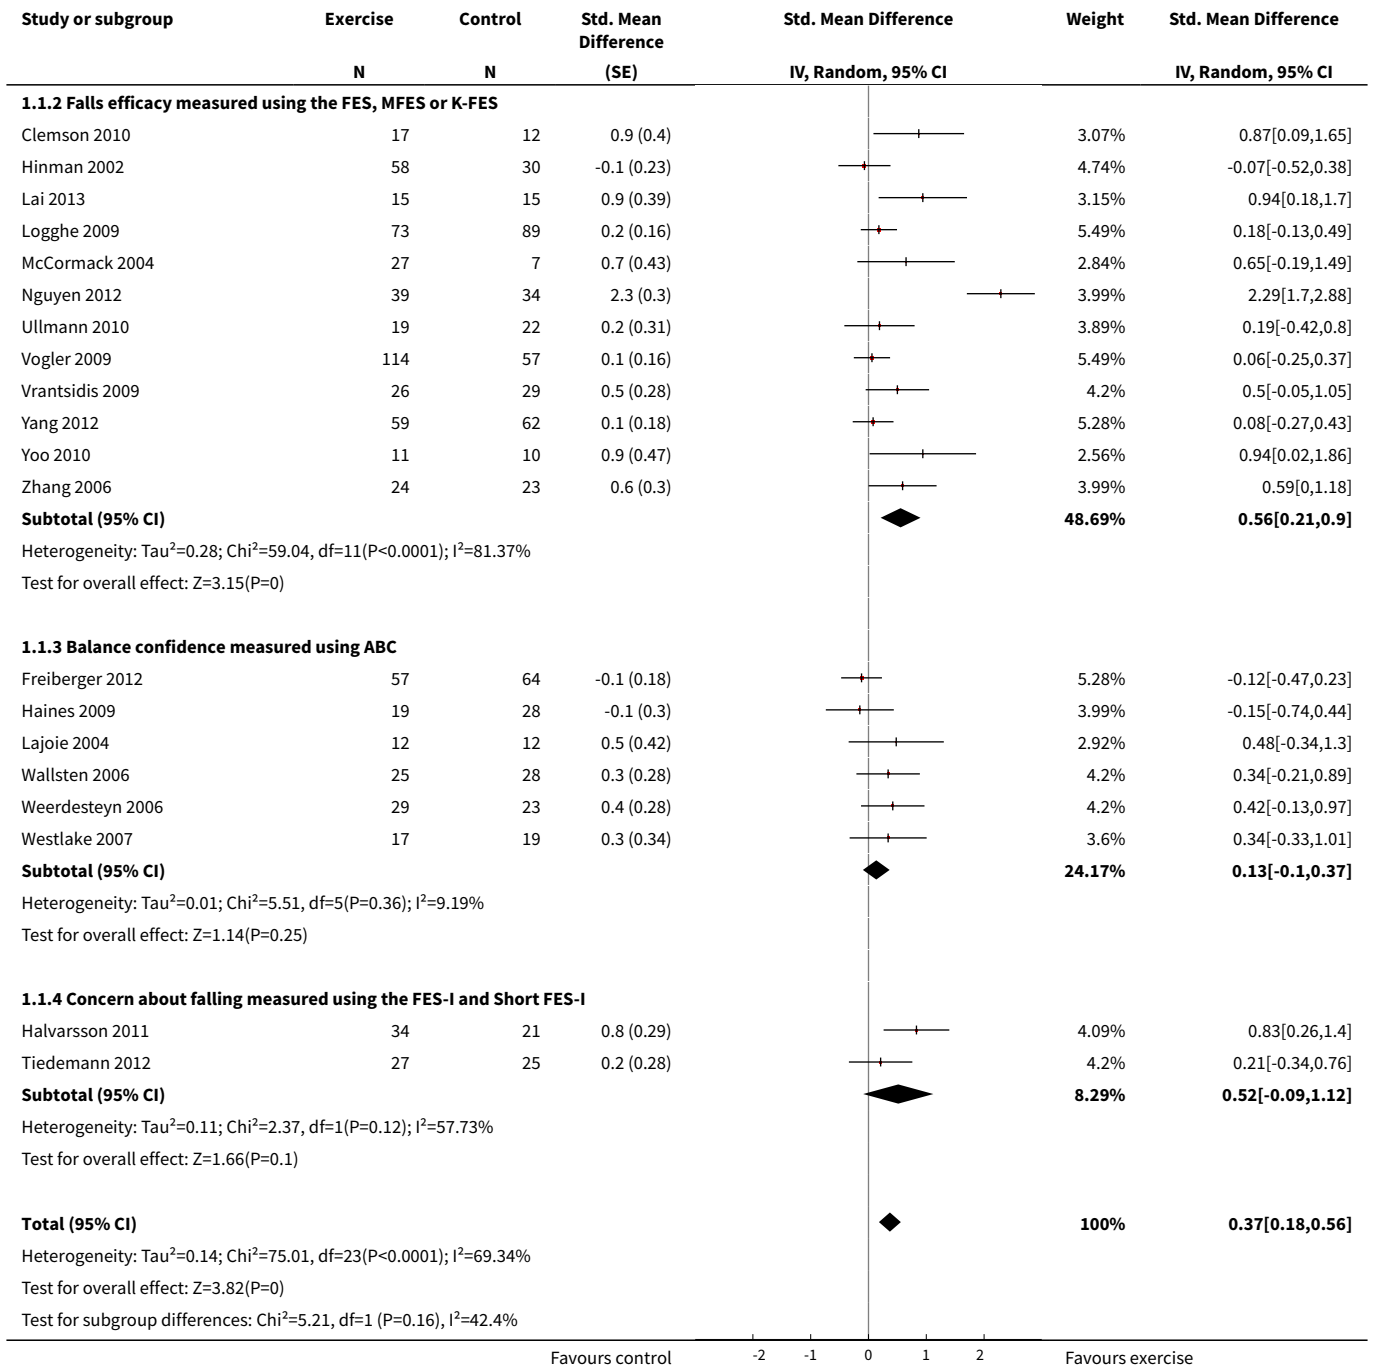 Study or subgroup Exercise Control Std. Mean Difference Std. Mean Difference Weight Std. Mean Difference
N N (SE) IV, Random, 95% CI IV, Random, 95% CI
1.1.2 Falls efficacy measured using the FES, MFES or K-FES
Clemson 2010 17 12 0.9 (0.4) 3.07% 0.87[0.09,1.65]
Hinman 2002 58 30 -0.1 (0.23) 4.74% -0.07[-0.52,0.38]
Lai 2013 15 15 0.9 (0.39) 3.15% 0.94[0.18,1.7]
Logghe 2009 73 89 0.2 (0.16) 5.49% 0.18[-0.13,0.49]
McCormack 2004 27 7 0.7 (0.43) 2.84% 0.65[-0.19,1.49]
Nguyen 2012 39 34 2.3 (0.3) 3.99% 2.29[1.7,2.88]
Ullmann 2010 19 22 0.2 (0.31) 3.89% 0.19[-0.42,0.8]
Vogler 2009 114 57 0.1 (0.16) 5.49% 0.06[-0.25,0.37]
Vrantsidis 2009 26 29 0.5 (0.28) 4.2% 0.5[-0.05,1.05]
Yang 2012 59 62 0.1 (0.18) 5.28% 0.08[-0.27,0.43]
Yoo 2010 11 10 0.9 (0.47) 2.56% 0.94[0.02,1.86]
Zhang 2006 24 23 0.6 (0.3) 3.99% 0.59[0,1.18]
Subtotal (95% CI) 48.69% 0.56[0.21,0.9]
Heterogeneity: Tau²=0.28; Chi²=59.04, df=11(P<0.0001); I²=81.37%
Test for overall effect: Z=3.15(P=0)
1.1.3 Balance confidence measured using ABC
Freiberger 2012 57 64 -0.1 (0.18) 5.28% -0.12[-0.47,0.23]
Haines 2009 19 28 -0.1 (0.3) 3.99% -0.15[-0.74,0.44]
Lajoie 2004 12 12 0.5 (0.42) 2.92% 0.48[-0.34,1.3]
Wallsten 2006 25 28 0.3 (0.28) 4.2% 0.34[-0.21,0.89]
Weerdesteyn 2006 29 23 0.4 (0.28) 4.2% 0.42[-0.13,0.97]
Westlake 2007 17 19 0.3 (0.34) 3.6% 0.34[-0.33,1.01]
Subtotal (95% CI) 24.17% 0.13[-0.1,0.37]
Heterogeneity: Tau²=0.01; Chi²=5.51, df=5(P=0.36); I²=9.19%
Test for overall effect: Z=1.14(P=0.25)
1.1.4 Concern about falling measured using the FES-I and Short FES-I
Halvarsson 2011 34 21 0.8 (0.29) 4.09% 0.83[0.26,1.4]
Tiedemann 2012 27 25 0.2 (0.28) 4.2% 0.21[-0.34,0.76]
Subtotal (95% CI) 8.29% 0.52[-0.09,1.12]
Heterogeneity: Tau²=0.11; Chi²=2.37, df=1(P=0.12); I²=57.73%
Test for overall effect: Z=1.66(P=0.1)
Total (95% CI) 100% 0.37[0.18,0.56]
Heterogeneity: Tau²=0.14; Chi²=75.01, df=23(P<0.0001); I²=69.34%
Test for overall effect: Z=3.82(P=0)
Test for subgroup differences: Chi²=5.21, df=1 (P=0.16), I²=42.4%
Favours control -2 -1 0 1 2 Favours exercise